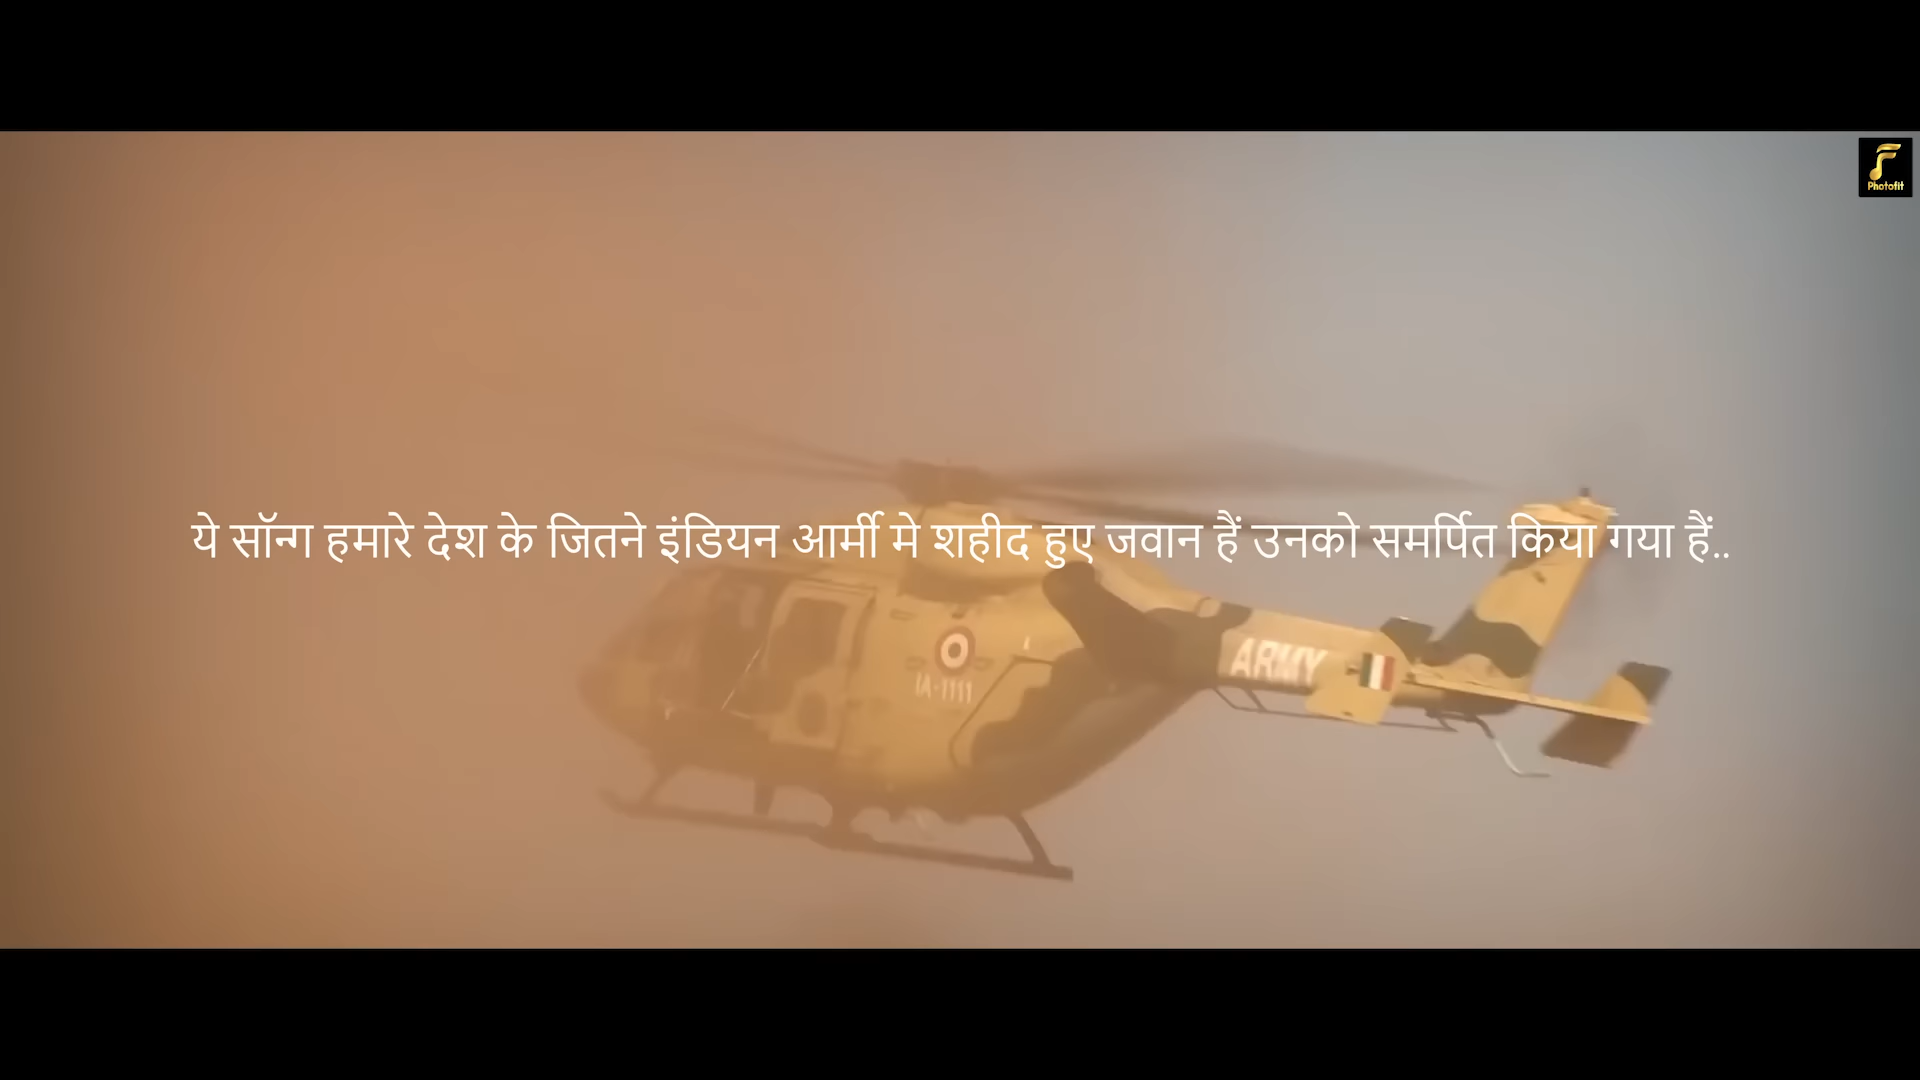 Photofit
ये सॉन्ग हमारे देश के जितने इंडियन आर्मी मे शहीद हुए जवान हैं उनको समर्पित किया गया हैं..
ARMY
IA-1111